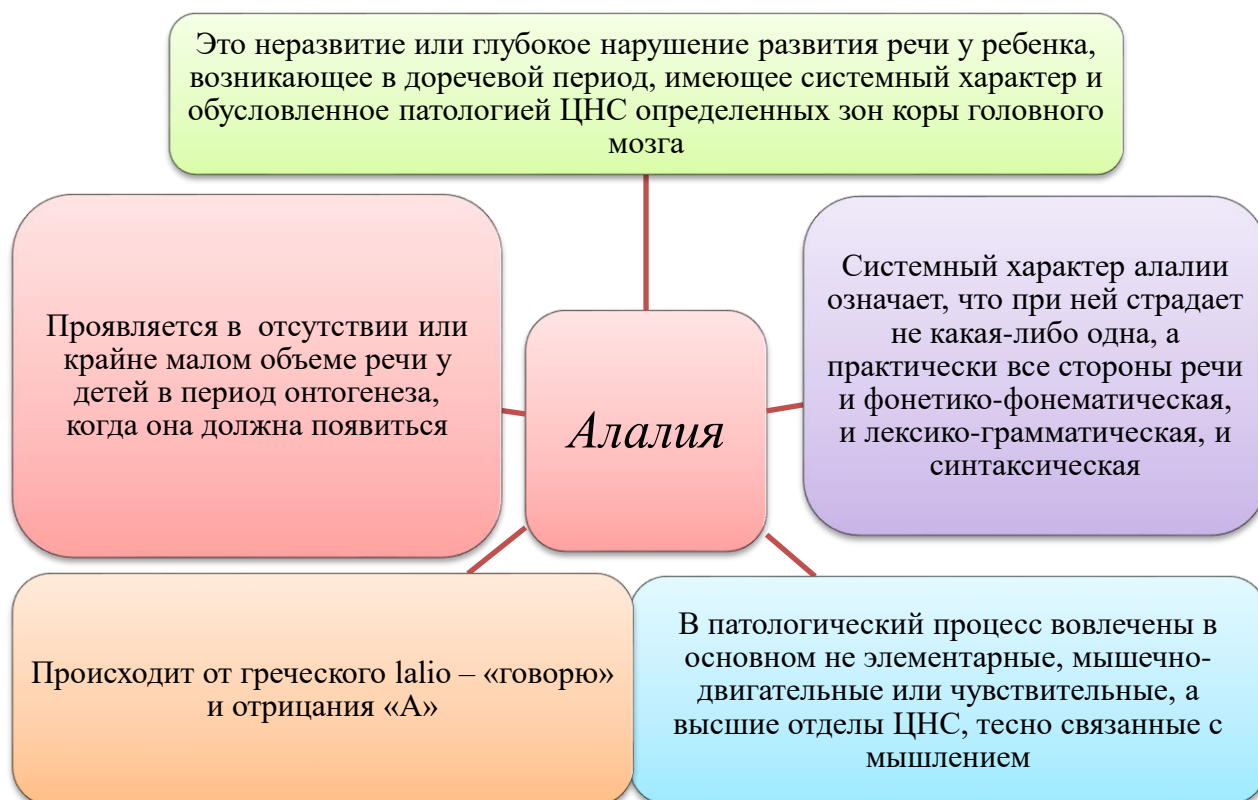 Это неразвитие или глубокое нарушение развития речи у ребенка,
возникающее в доречевой период, имеющее системный характер и
обусловленное патологией ЦНС определенных зон коры головного
мозга
Проявляется в отсутствии или
крайне малом объеме речи у
детей в период онтогенеза,
когда она должна появиться
Алалия
Системный характер алалии
означает, что при ней страдает
не какая-либо одна, а
практически все стороны речи
и фонетико-фонематическая,
и лексико-грамматическая, и
синтаксическая
Происходит от греческого lalio – «говорю»
и отрицания «А»
В патологический процесс вовлечены в
основном не элементарные, мышечно-
двигательные или чувствительные, а
высшие отделы ЦНС, тесно связанные с
мышлением